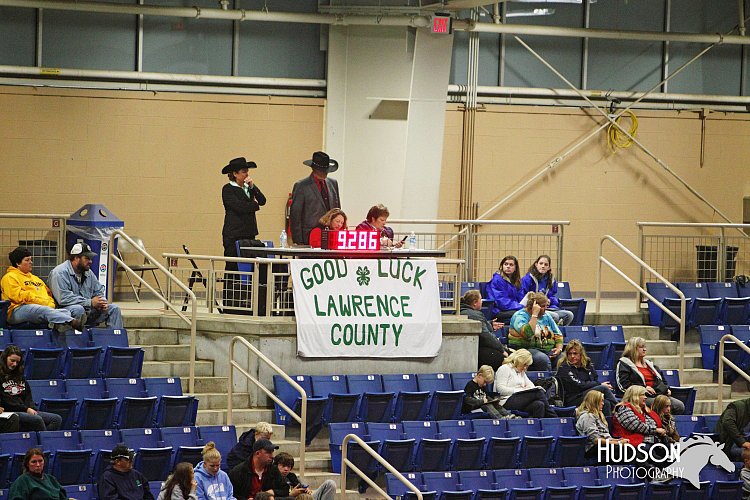 EXIT
9.286
GOOD LUCK
LAWRENCE
COUNTY
HUDSON
PHOTOGRAPHY